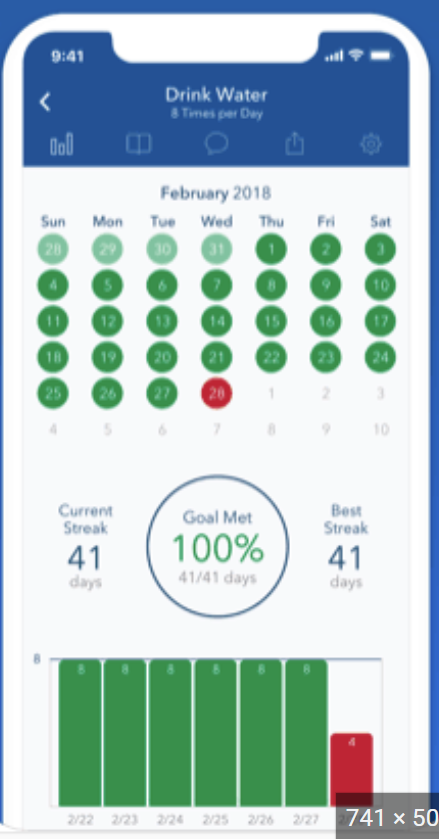 9:41
Drink Water
8 Times per Day
February 2018
Sun Mon Tue Wed Thu Fri Sat
28 29 30 31 1 2 3
4 5 6 7 8 9 10
11 12 13 14 15 16 17
18 19 20 21 22 23 24
25 26 27 28 1 2 3
4 5 6 7 8 9 10
Current
Streak
41
days
Goal Met
100%
41/41 days
Best
Streak
41
days
8
8 8 8 8 8 8 4
2/22 2/23 2/24 2/25 2/26 2/27
741 × 50